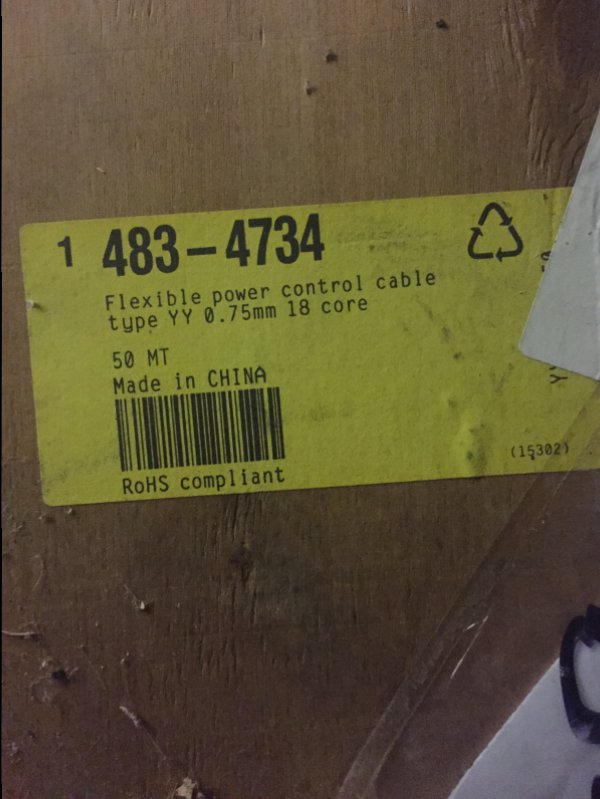 1 483-4734
Flexible power control cable
type YY 0.75mm 18 core
50 MT
Made in CHINA
RoHS compliant
(15302)